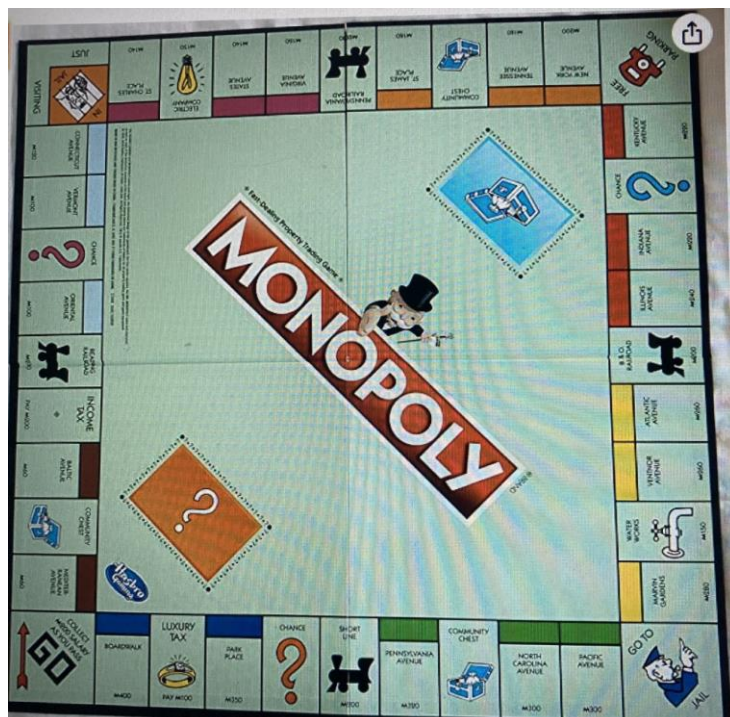 JUST
VISITING
IN
JAIL
ST. CHARLES
PLACE
M140
ELECTRIC
COMPANY
M150
STATES
AVENUE
M140
VIRGINIA
AVENUE
M160
PENNSYLVANIA
RAILROAD
M200
ST. JAMES
PLACE
M180
COMMUNITY
CHEST
TENNESSEE
AVENUE
M180
NEW YORK
AVENUE
M200
FREE
PARKING
KENTUCKY
AVENUE
M220
CHANCE
?
INDIANA
AVENUE
M220
ILLINOIS
AVENUE
M240
B. & O.
RAILROAD
M200
ATLANTIC
AVENUE
M260
VENTNOR
AVENUE
M260
WATER
WORKS
M150
MARVIN
GARDENS
M280
GO TO
JAIL
PACIFIC
AVENUE
M300
NORTH
CAROLINA
AVENUE
M300
COMMUNITY
CHEST
PENNSYLVANIA
AVENUE
M320
SHORT
LINE
M200
CHANCE
?
PARK
PLACE
M350
LUXURY
TAX
PAY M100
BOARDWALK
M400
COLLECT
M200 SALARY
AS YOU PASS
GO
MEDITER-
RANEAN
AVENUE
M60
COMMUNITY
CHEST
BALTIC
AVENUE
M60
INCOME
TAX
PAY M200
READING
RAILROAD
M200
ORIENTAL
AVENUE
M100
CHANCE
?
VERMONT
AVENUE
M100
CONNECTICUT
AVENUE
M120
Fast-Dealing Property Trading Game
MONOPOLY
BRAND
?
Hasbro
Gaming